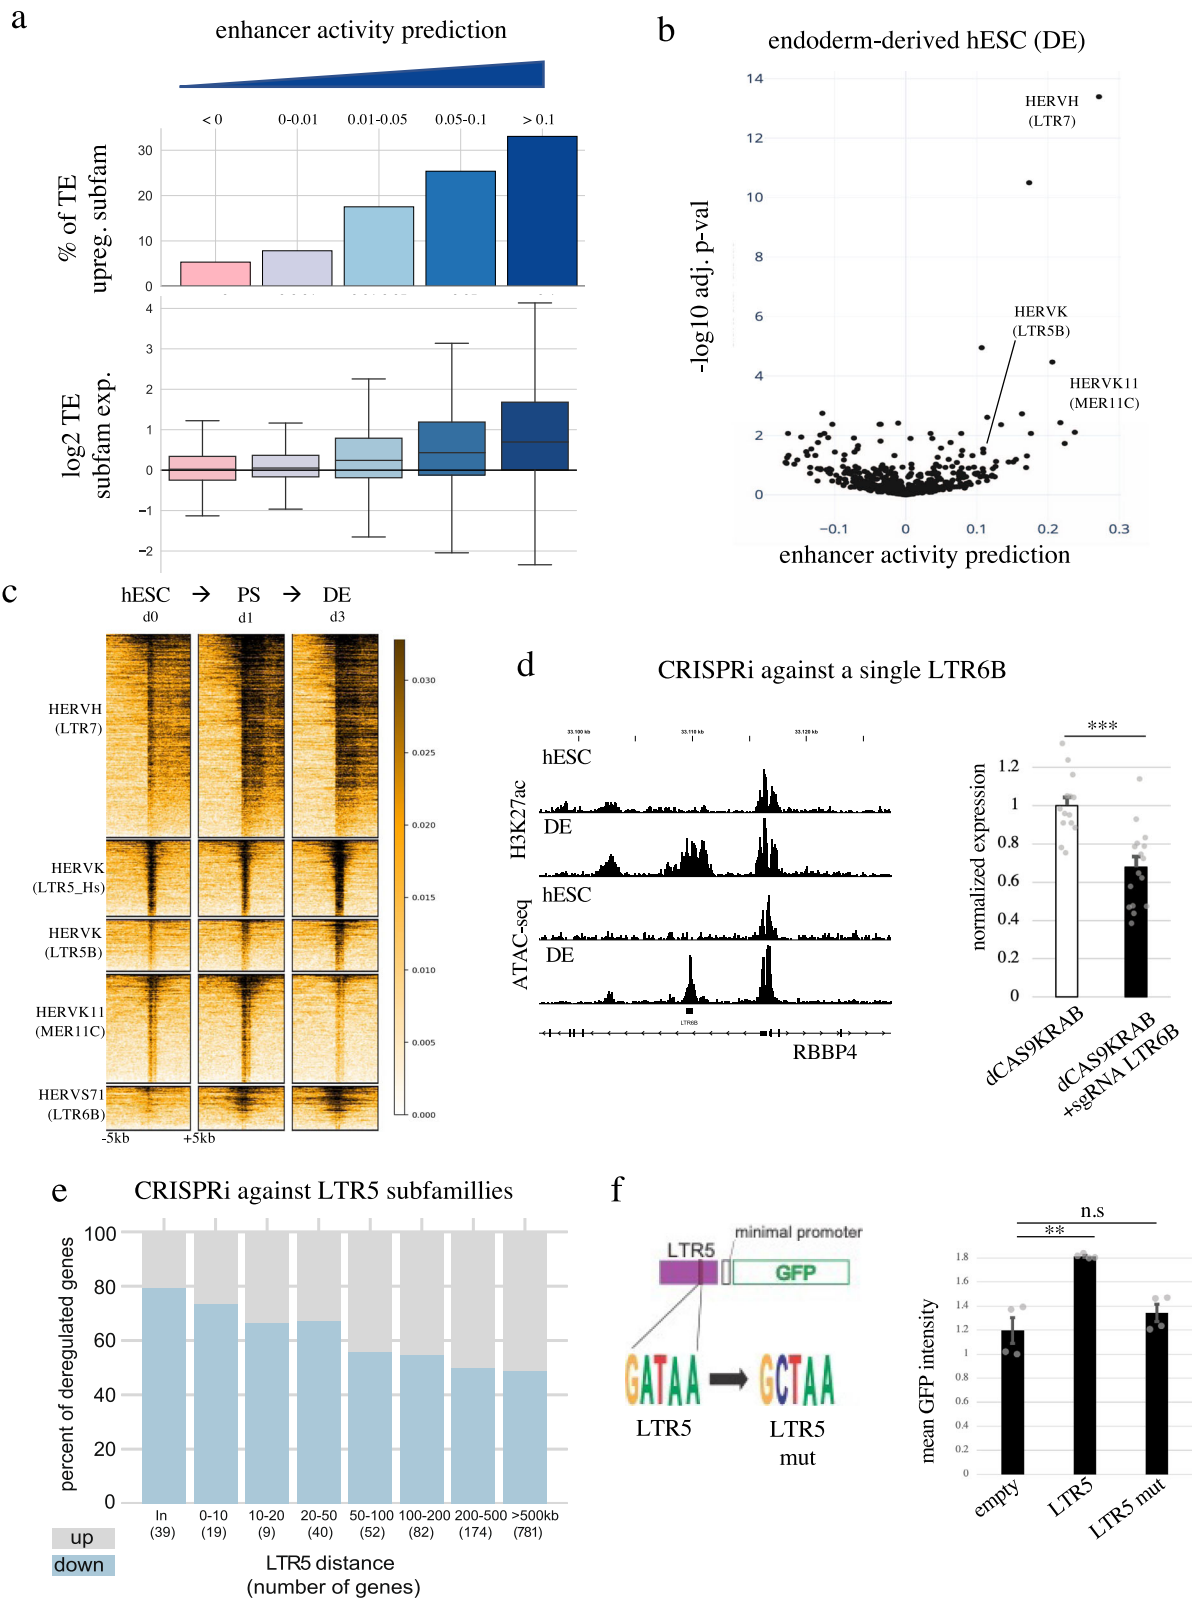 a
enhancer activity prediction
< 0
0-0.01
0.01-0.05
0.05-0.1
> 0.1
% of TE
upreg. subfam
30
20
10
0
log2 TE
subfam exp.
4
3
2
1
0
−1
−2
b
endoderm-derived hESC (DE)
-log10 adj. p-val
14
12
10
8
6
4
2
0
HERVH
(LTR7)
HERVK
(LTR5B)
HERVK11
(MER11C)
−0.1
0
0.1
0.2
0.3
enhancer activity prediction
c
hESC → PS → DE
d0
d1
d3
HERVH
(LTR7)
HERVK
(LTR5_Hs)
HERVK
(LTR5B)
HERVK11
(MER11C)
HERVS71
(LTR6B)
-5kb
+5kb
0.030
0.025
0.020
0.015
0.010
0.005
0.000
d
CRISPRi against a single LTR6B
33.100 kb
33.110 kb
33.120 kb
H3K27ac
hESC
DE
ATAC-seq
hESC
DE
LTR6B
RBBP4
normalized expression
***
1.2
1
0.8
0.6
0.4
0.2
0
dCAS9KRAB
dCAS9KRAB
+sgRNA LTR6B
e
CRISPRi against LTR5 subfamillies
percent of deregulated genes
100
80
60
40
20
0
In
(39)
0-10
(19)
10-20
(9)
20-50
(40)
50-100
(52)
100-200
(82)
200-500
(174)
>500kb
(781)
up
down
LTR5 distance
(number of genes)
f
minimal promoter
LTR5
GFP
GATAA
GCTAA
LTR5
LTR5
mut
mean GFP intensity
n.s
**
1.8
1.6
1.4
1.2
1
0.8
0.6
0.4
0.2
0
empty
LTR5
LTR5 mut